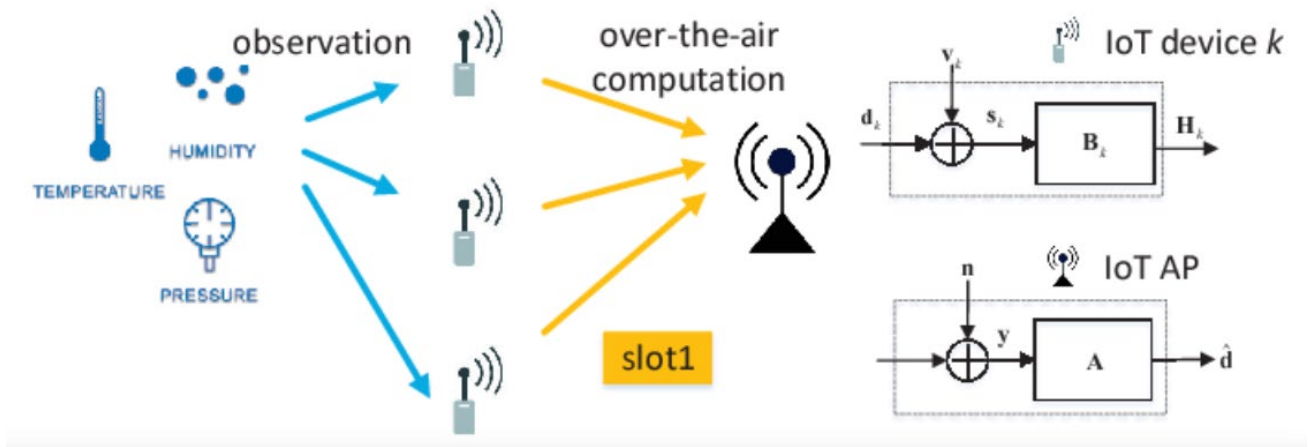 observation
TEMPERATURE
HUMIDITY
PRESSURE
over-the-air
computation
slot1
IoT device k
v_k
d_k
s_k
B_k
H_k
IoT AP
n
y
A
d̂